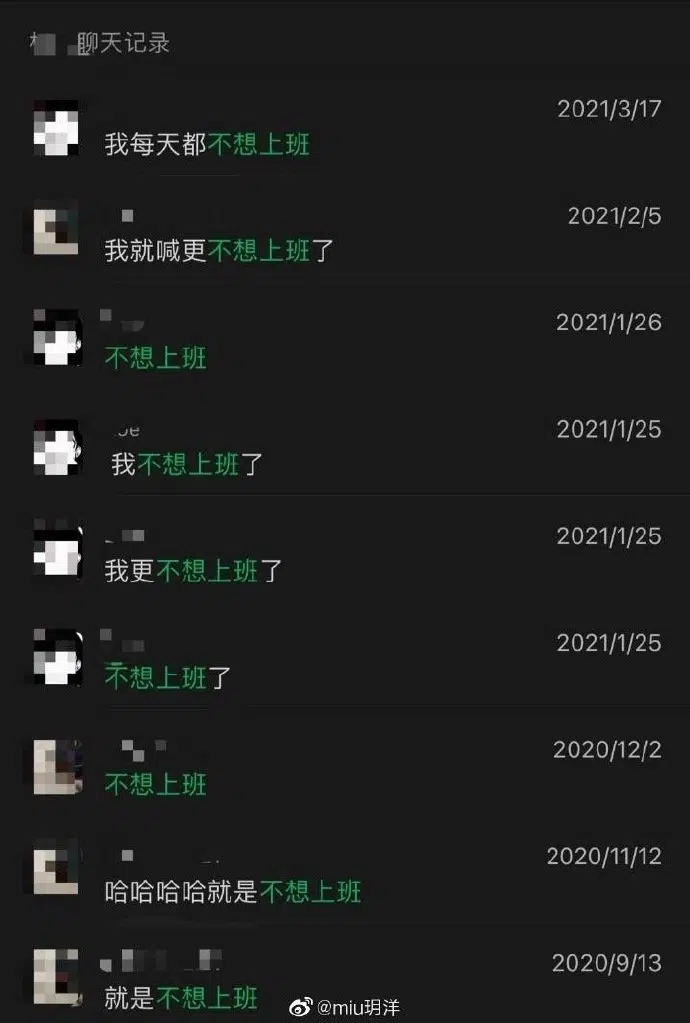 聊天记录
2021/3/17
我每天都不想上班
2021/2/5
我就喊更不想上班了
2021/1/26
不想上班
2021/1/25
我不想上班了
2021/1/25
我更不想上班了
2021/1/25
不想上班了
2020/12/2
不想上班
2020/11/12
哈哈哈哈就是不想上班
2020/9/13
就是不想上班
@miu玥洋